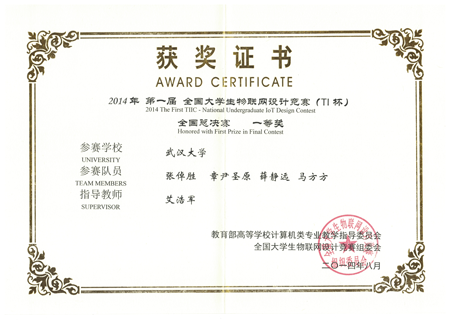 获奖证书
AWARD CERTIFICATE
2014年 第一届 全国大学生物联网设计竞赛（TI杯）
2014 The First TIIC - National Undergraduate IoT Design Contest
全国总决赛 一等奖
Honored with First Prize in Final Contest
参赛学校 武汉大学
UNIVERSITY
参赛队员 张倬胜 章尹圣原 薛静远 马方方
TEAM MEMBERS
指导教师 艾浩军
SUPERVISOR
教育部高等学校计算机类专业教学指导委员会
全国大学生物联网设计竞赛组委会
二〇一四年八月